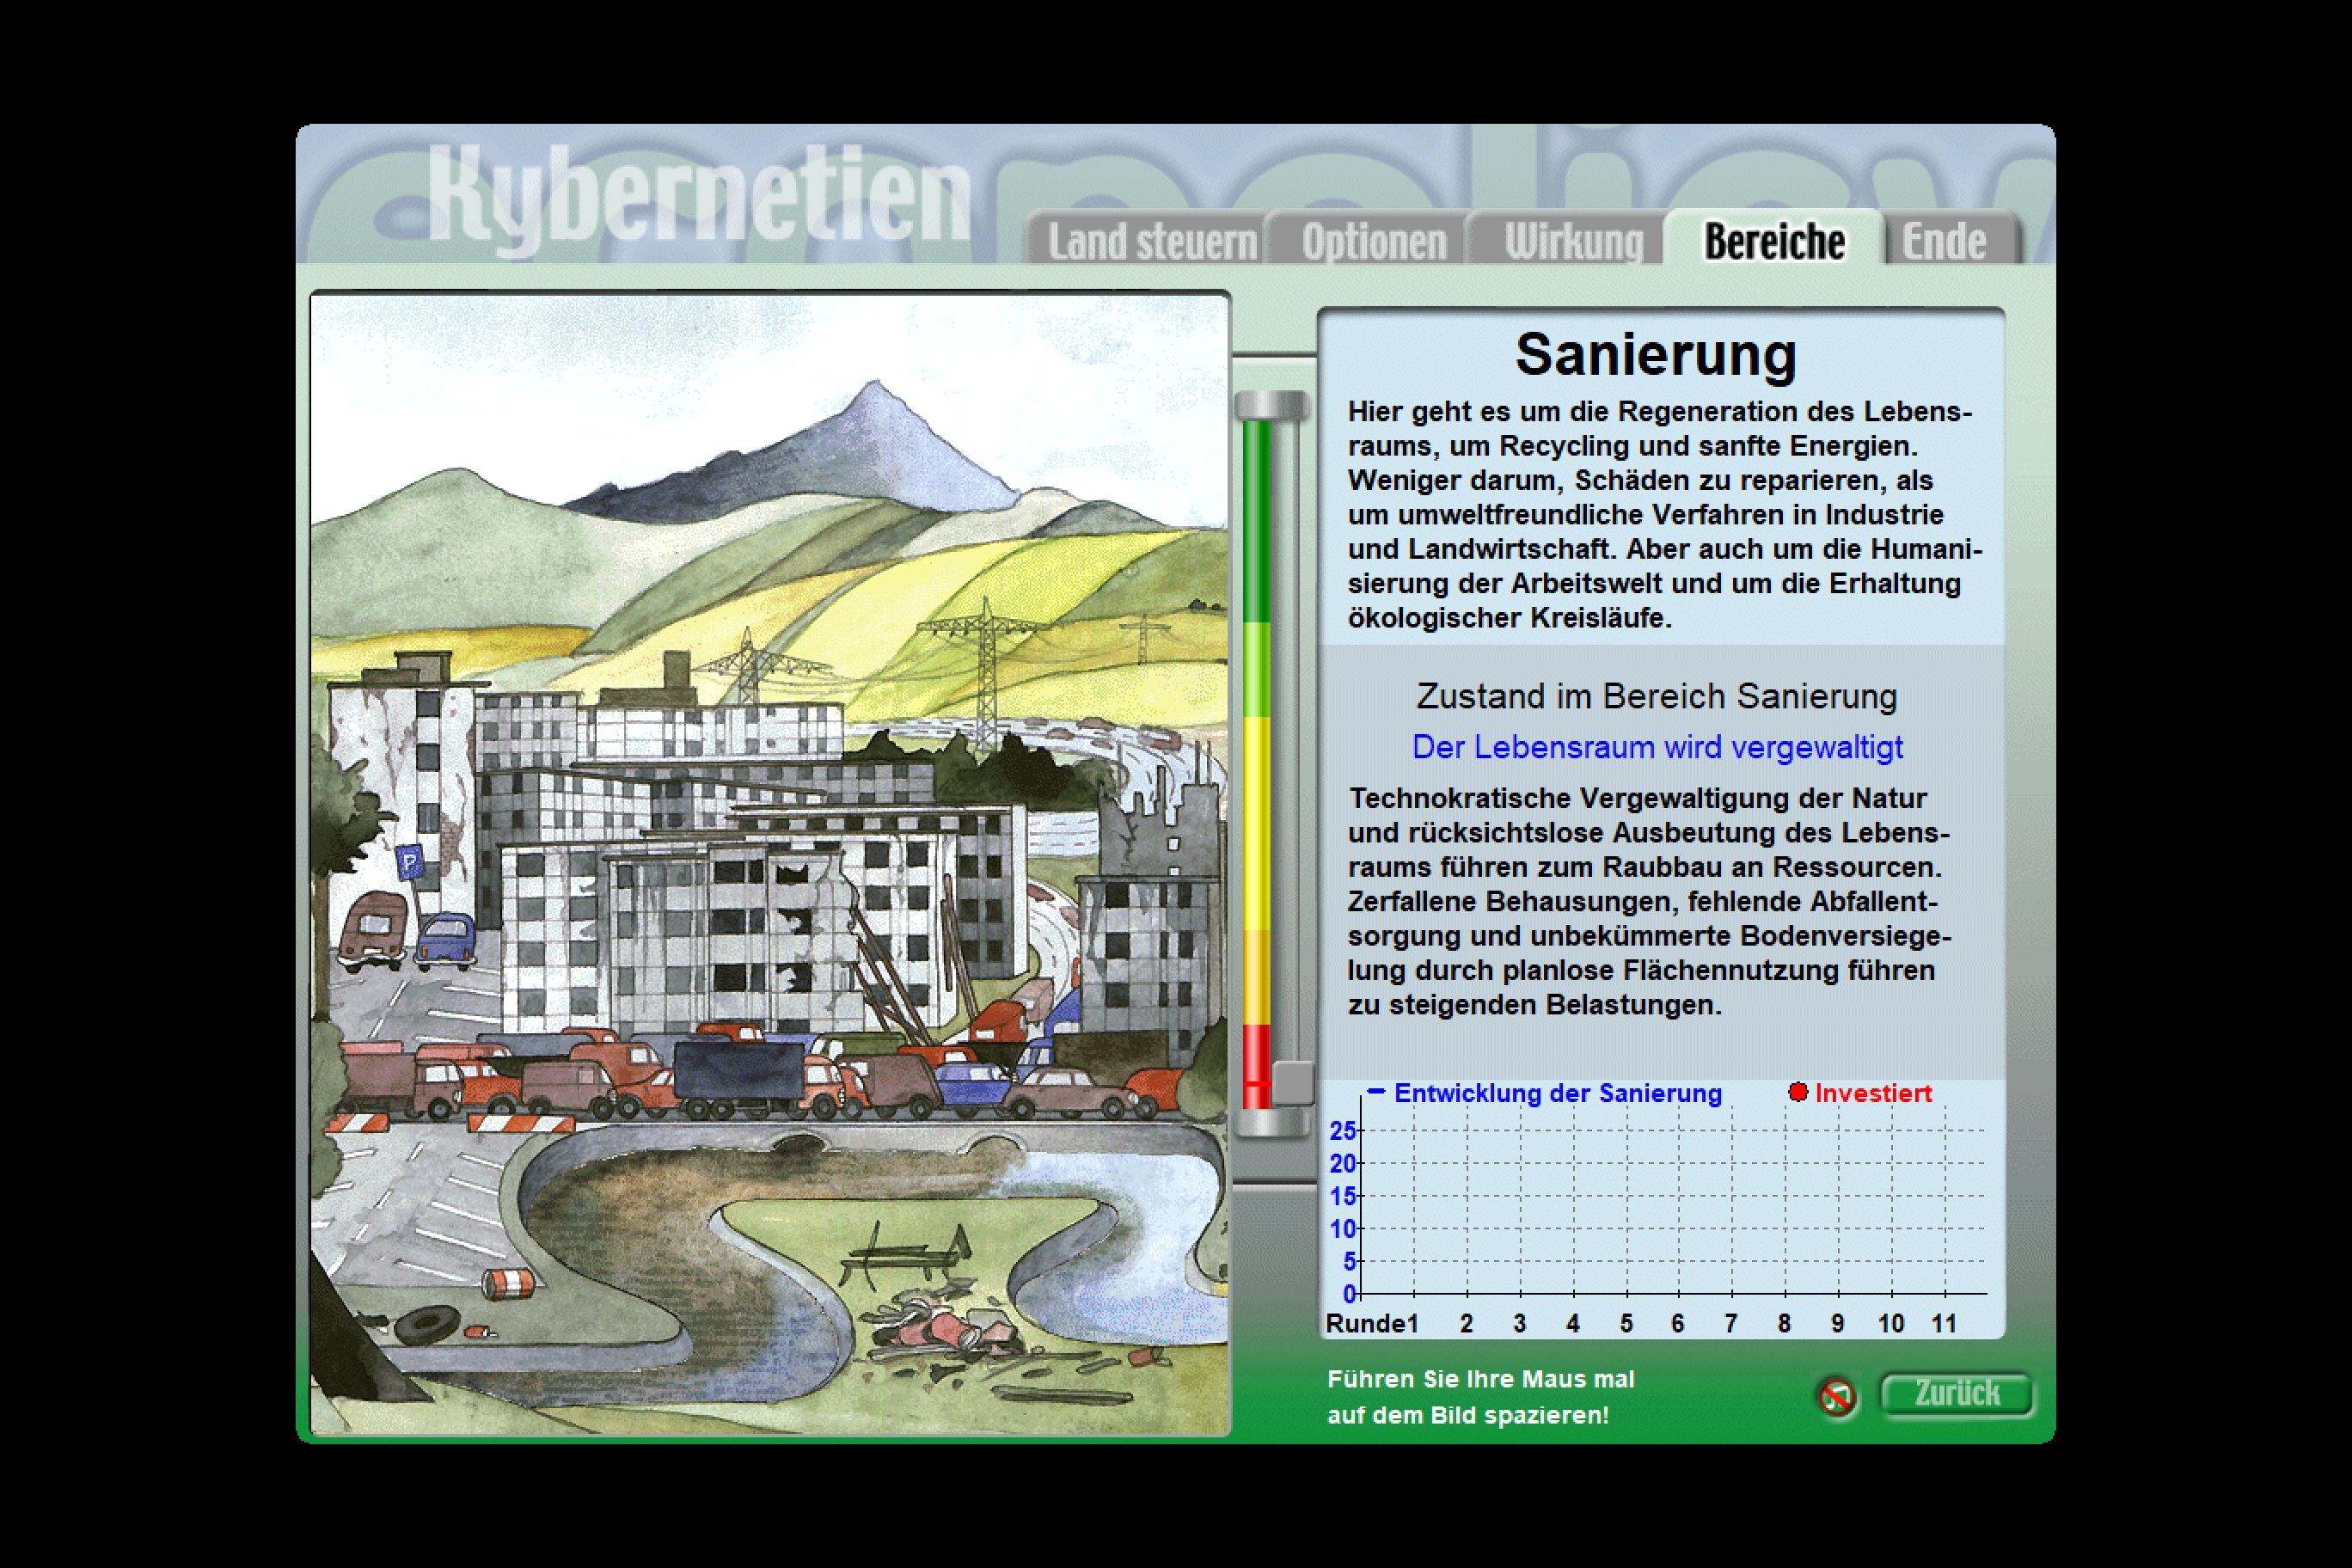 Kybernetien
Land steuern Optionen Wirkung Bereiche Ende
Sanierung
Hier geht es um die Regeneration des Lebens-
raums, um Recycling und sanfte Energien.
Weniger darum, Schäden zu reparieren, als
um umweltfreundliche Verfahren in Industrie
und Landwirtschaft. Aber auch um die Humani-
sierung der Arbeitswelt und um die Erhaltung
ökologischer Kreisläufe.
Zustand im Bereich Sanierung
Der Lebensraum wird vergewaltigt
Technokratische Vergewaltigung der Natur
und rücksichtslose Ausbeutung des Lebens-
raums führen zum Raubbau an Ressourcen.
Zerfallene Behausungen, fehlende Abfallent-
sorgung und unbekümmerte Bodenversiege-
lung durch planlose Flächennutzung führen
zu steigenden Belastungen.
P
Entwicklung der Sanierung Investiert
25
20
15
10
5
0
Runde1 2 3 4 5 6 7 8 9 10 11
Führen Sie Ihre Maus mal
auf dem Bild spazieren!
Zurück